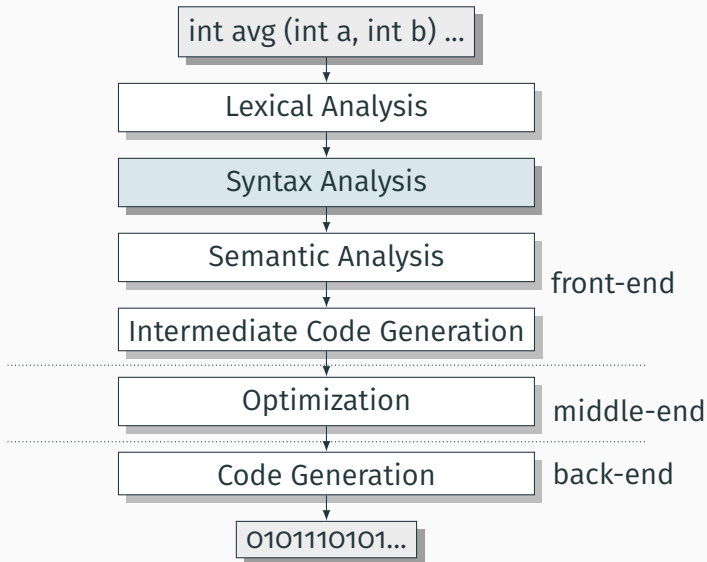 int avg (int a, int b) ...
Lexical Analysis
Syntax Analysis
Semantic Analysis
front-end
Intermediate Code Generation
Optimization
middle-end
Code Generation
back-end
0101110101...